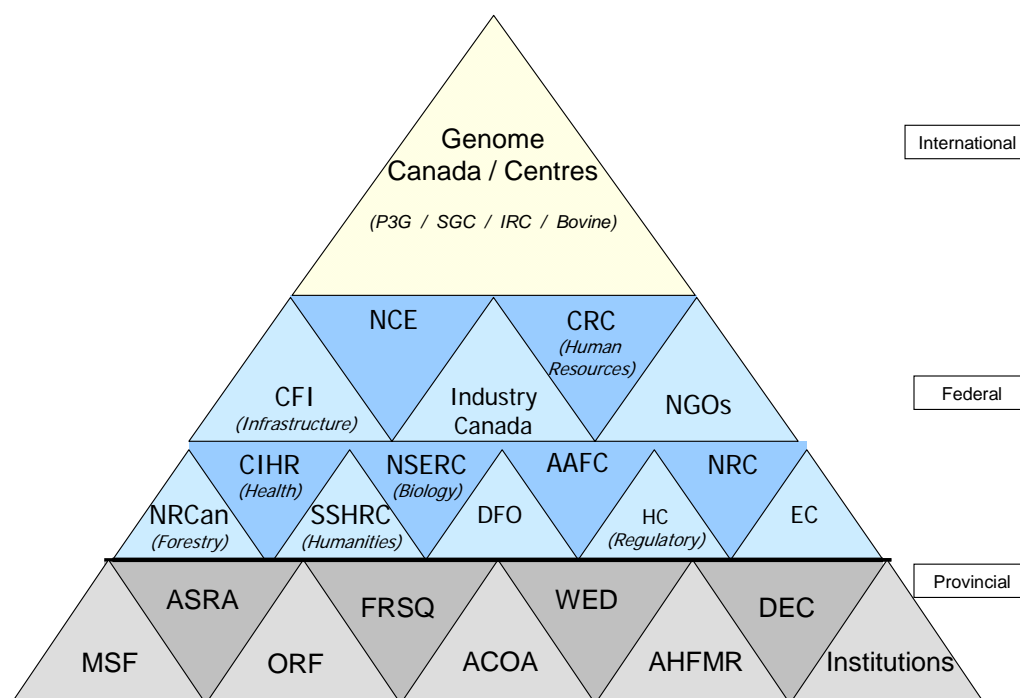 Genome
Canada / Centres
(P3G / SGC / IRC / Bovine)
International
NCE
CRC
(Human
Resources)
CFI
(Infrastructure)
Industry
Canada
NGOs
Federal
CIHR
(Health)
NSERC
(Biology)
AAFC
NRC
NRCan
(Forestry)
SSHRC
(Humanities)
DFO
HC
(Regulatory)
EC
Provincial
ASRA
FRSQ
WED
DEC
MSF
ORF
ACOA
AHFMR
Institutions